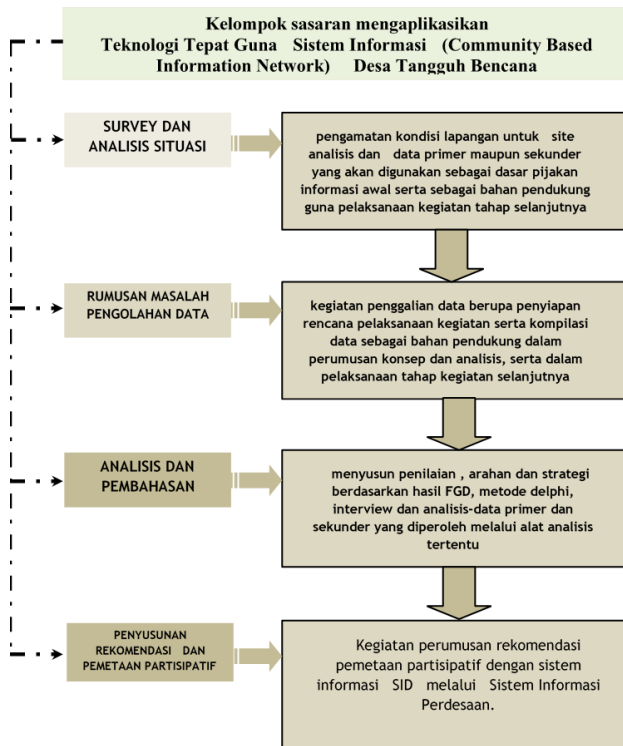 Kelompok sasaran mengaplikasikan
Teknologi Tepat Guna Sistem Informasi (Community Based
Information Network) Desa Tangguh Bencana
SURVEY DAN
ANALISIS SITUASI
pengamatan kondisi lapangan untuk site
analisis dan data primer maupun sekunder
yang akan digunakan sebagai dasar pijakan
informasi awal serta sebagai bahan pendukung
guna pelaksanaan kegiatan tahap selanjutnya
RUMUSAN MASALAH
PENGOLAHAN DATA
kegiatan penggalian data berupa penyiapan
rencana pelaksanaan kegiatan serta kompilasi
data sebagai bahan pendukung dalam
perumusan konsep dan analisis, serta dalam
pelaksanaan tahap kegiatan selanjutnya
ANALISIS DAN
PEMBAHASAN
menyusun penilaian , arahan dan strategi
berdasarkan hasil FGD, metode delphi,
interview dan analisis-data primer dan
sekunder yang diperoleh melalui alat analisis
tertentu
PENYUSUNAN
REKOMENDASI DAN
PEMETAAN PARTISIPATIF
Kegiatan perumusan rekomendasi
pemetaan partisipatif dengan sistem
informasi SID melalui Sistem Informasi
Perdesaan.